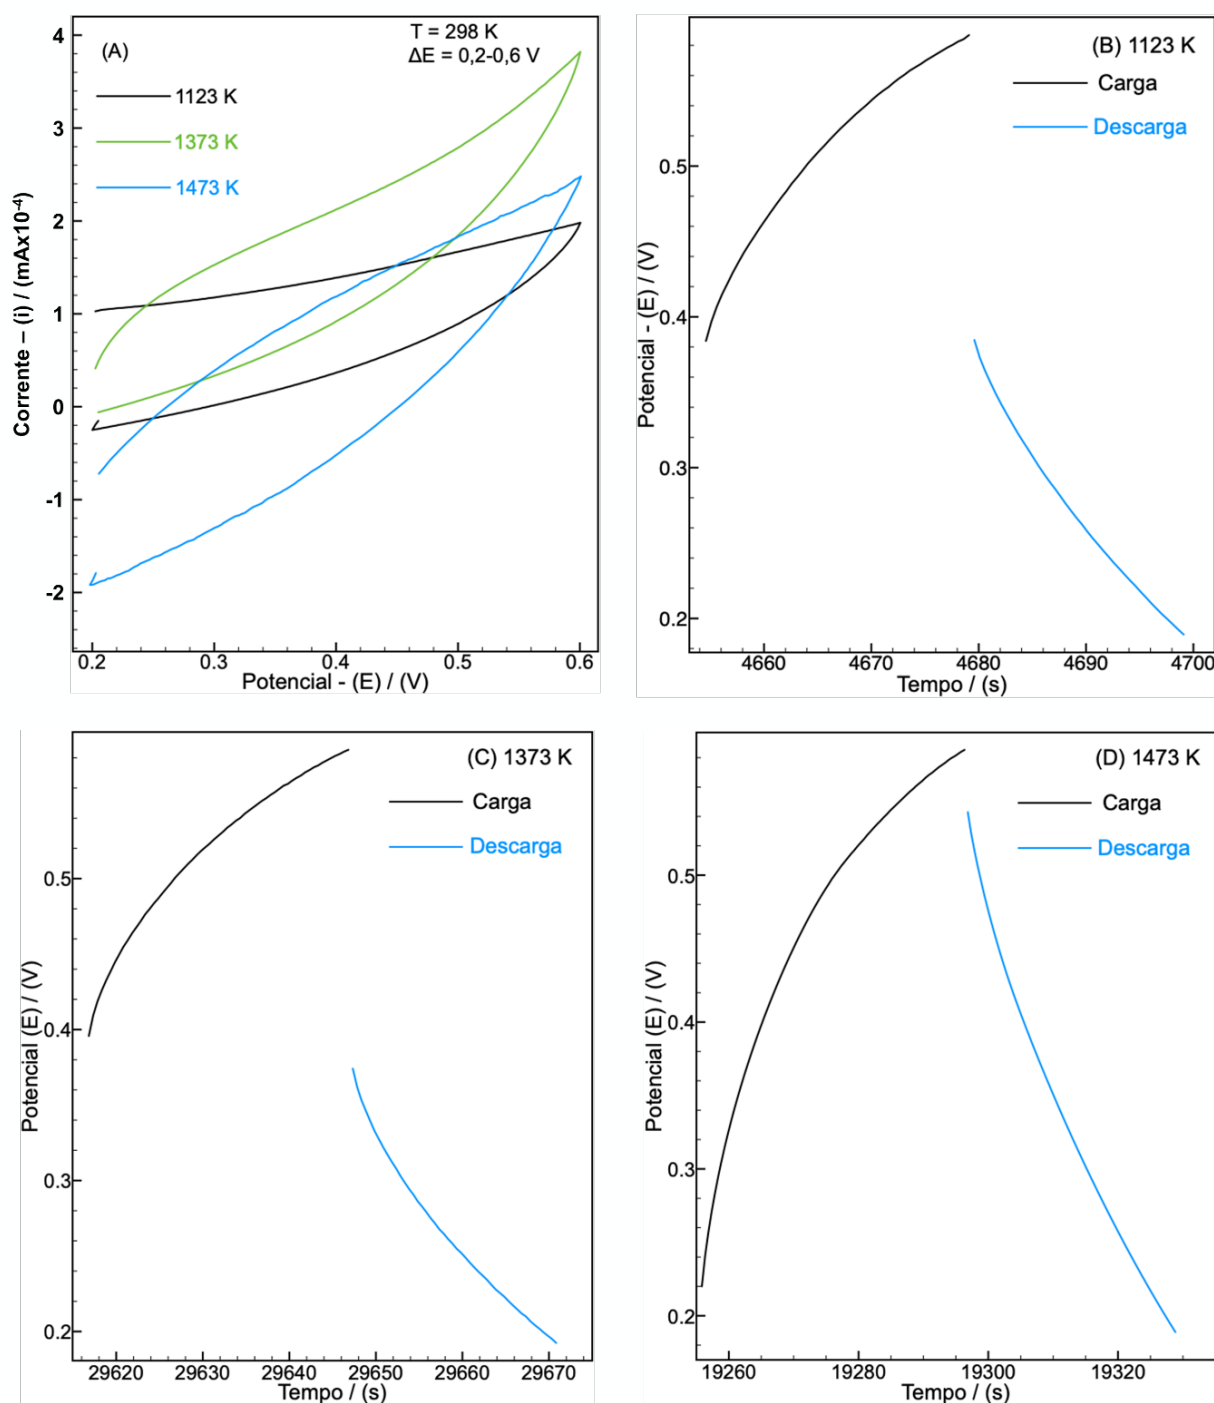 (A)
T = 298 K
ΔE = 0,2-0,6 V
1123 K
1373 K
1473 K
4
3
2
1
0
-1
-2
Corrente – (i) / (mAx10⁻⁴)
0.2 0.3 0.4 0.5 0.6
Potencial - (E) / (V)
(B) 1123 K
Carga
Descarga
0.5
0.4
0.3
0.2
Potencial - (E) / (V)
4660 4670 4680 4690 4700
Tempo / (s)
(C) 1373 K
Carga
Descarga
0.5
0.4
0.3
0.2
Potencial (E) / (V)
29620 29630 29640 29650 29660 29670
Tempo / (s)
(D) 1473 K
Carga
Descarga
0.5
0.4
0.3
0.2
Potencial (E) / (V)
19260 19280 19300 19320
Tempo / (s)